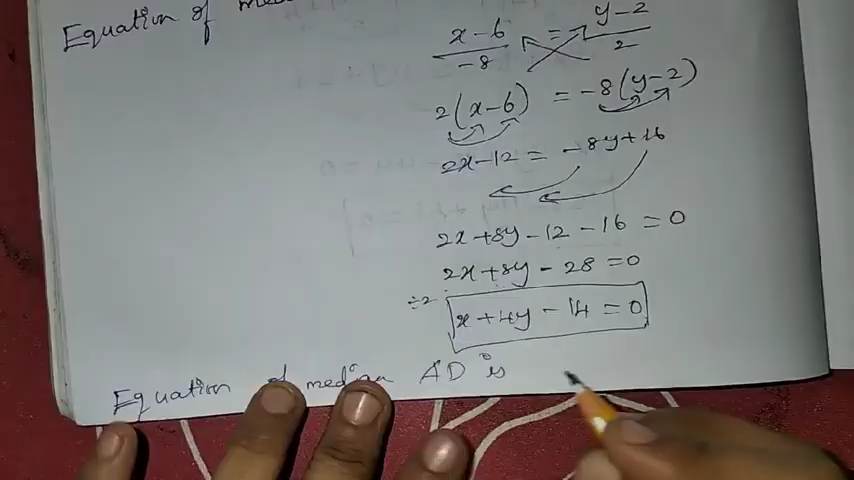 Equation of med
x-6/-8 = y-2/2
2(x-6) = -8(y-2)
2x-12 = -8y+16
2x+8y-12-16 = 0
2x+8y-28=0
÷2 x+4y-14=0
Equation of median AD is